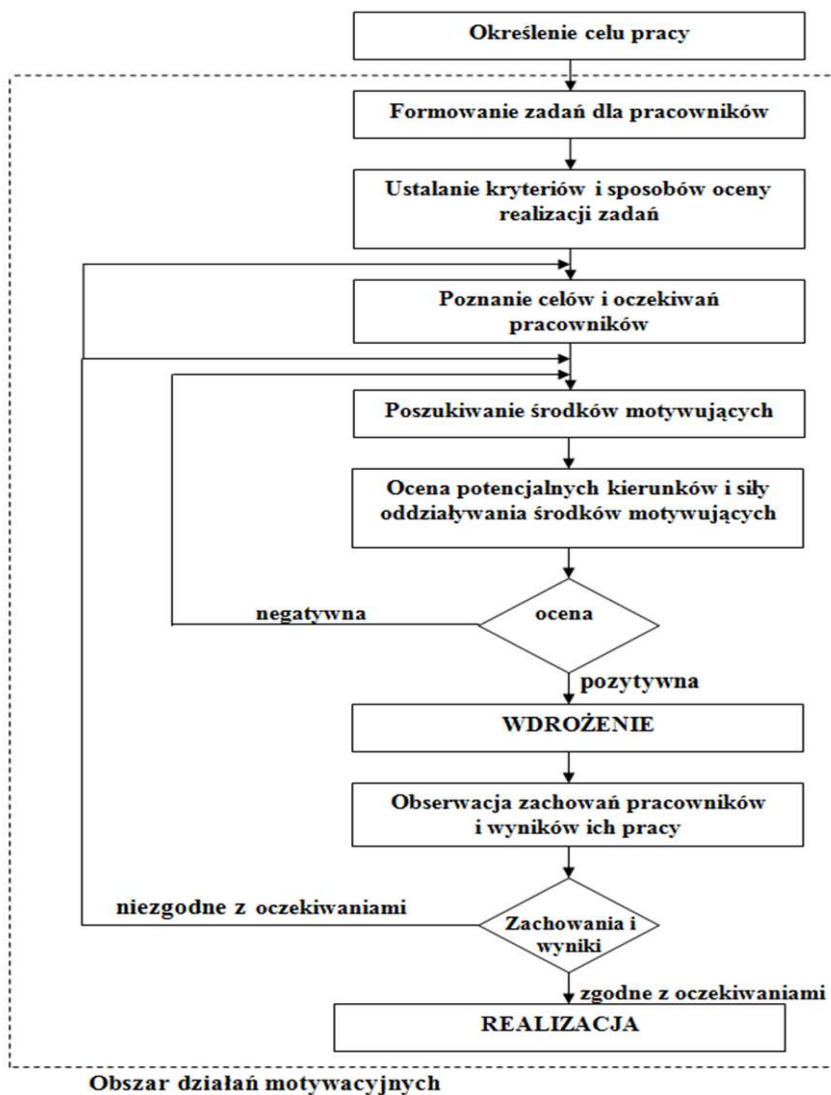 Określenie celu pracy
Formowanie zadań dla pracowników
Ustalanie kryteriów i sposobów oceny
realizacji zadań
Poznanie celów i oczekiwań
pracowników
Poszukiwanie środków motywujących
Ocena potencjalnych kierunków i siły
oddziaływania środków motywujących
negatywna
ocena
pozytywna
WDROŻENIE
Obserwacja zachowań pracowników
i wyników ich pracy
niezgodne z oczekiwaniami
Zachowania i
wyniki
zgodne z oczekiwaniami
REALIZACJA
Obszar działań motywacyjnych